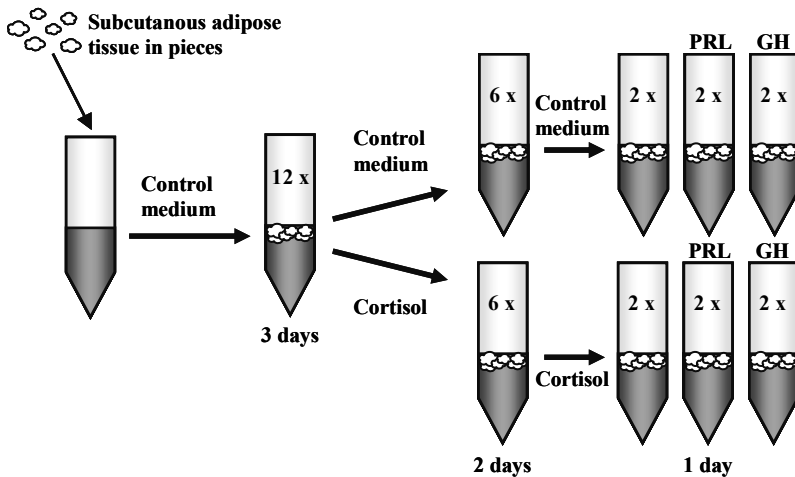 Subcutanous adipose
tissue in pieces
Control
medium
12 x
3 days
Control
medium
Cortisol
6 x
Control
medium
PRL
GH
2 x
2 x
2 x
6 x
Cortisol
PRL
GH
2 x
2 x
2 x
2 days
1 day